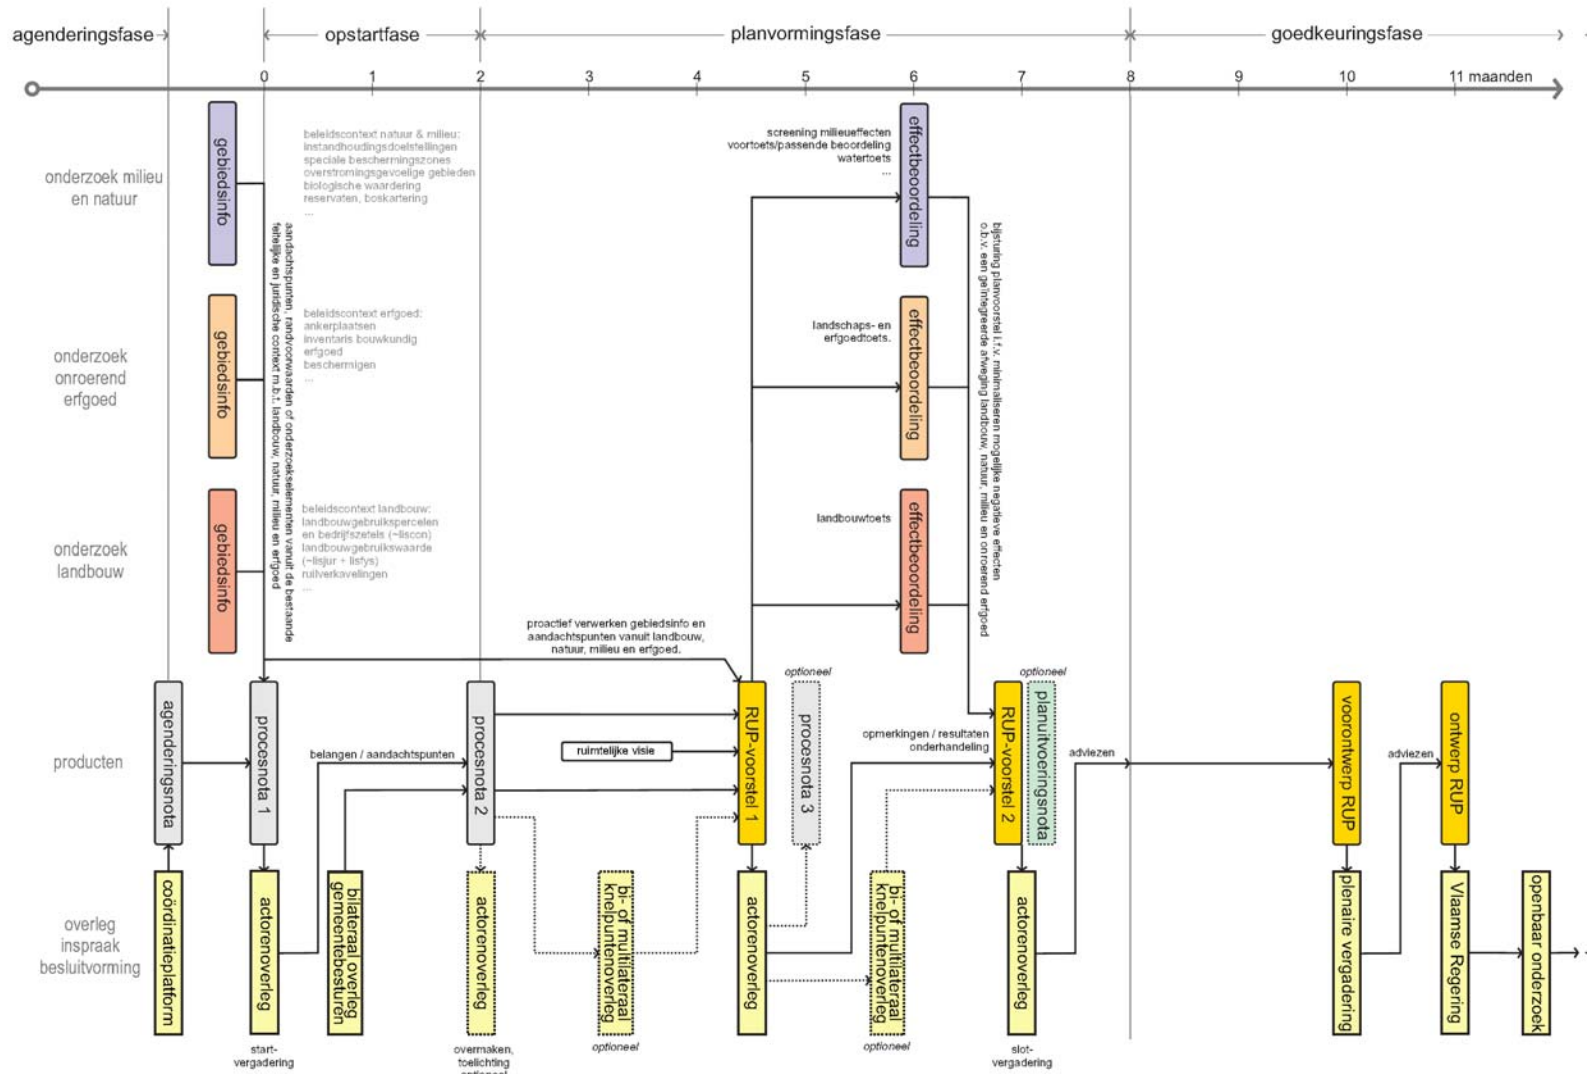 agenderingsfase
opstartfase
planvormingsfase
goedkeuringsfase
0
1
2
3
4
5
6
7
8
9
10
11 maanden
onderzoek milieu
en natuur
gebiedsinfo
beleidscontext natuur & milieu:
instandhoudingsdoelstellingen
speciale beschermingszones
overstromingsgevoelige gebieden
biologische waardering
reservaten, boskartering
...
screening milieueffecten
voortoets/passende beoordeling
watertoets
...
effectbeoordeling
aandachtspunten, randvoorwaarden of onderzoekselementen vanuit de bestaande
feitelijke en juridische context m.b.t. landbouw, natuur, milieu en erfgoed
bijsturing planvoorstel i.f.v. minimaliseren mogelijke negatieve effecten
o.b.v. een geïntegreerde afweging landbouw, natuur, milieu en onroerend erfgoed
onderzoek
onroerend
erfgoed
gebiedsinfo
beleidscontext erfgoed:
ankerplaatsen
inventaris bouwkundig
erfgoed
beschermigen
...
landschaps- en
erfgoedtoets.
effectbeoordeling
onderzoek
landbouw
gebiedsinfo
beleidscontext landbouw:
landbouwgebruikspercelen
en bedrijfszetels (~liscon)
landbouwgebruikswaarde
(~lisjur + lisfys)
ruilverkavelingen
...
landbouwtoets
effectbeoordeling
proactief verwerken gebiedsinfo en
aandachtspunten vanuit landbouw,
natuur, milieu en erfgoed.
producten
agenderingsnota
procesnota 1
belangen / aandachtspunten
procesnota 2
ruimtelijke visie
RUP-voorstel 1
optioneel
procesnota 3
opmerkingen / resultaten
onderhandeling
RUP-voorstel 2
optioneel
planuitvoeringsnota
adviezen
voorontwerp RUP
adviezen
ontwerp RUP
overleg
inspraak
besluitvorming
coördinatieplatform
actorenoverleg
start-
vergadering
bilateraal overleg
gemeentebesturen
actorenoverleg
overmaken,
toelichting
optioneel
bi- of multilateraal
knelpuntenoverleg
optioneel
actorenoverleg
bi- of multilateraal
knelpuntenoverleg
optioneel
actorenoverleg
slot-
vergadering
plenaire vergadering
Vlaamse Regering
openbaar onderzoek